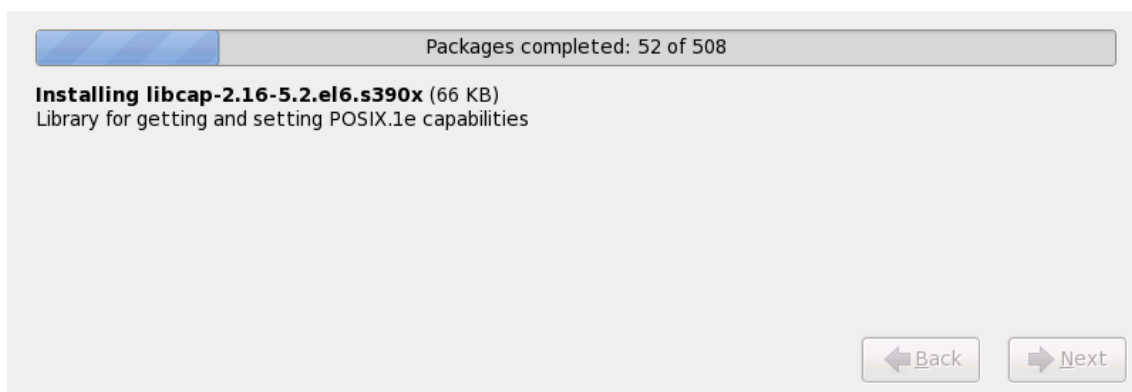 Packages completed: 52 of 508
Installing libcap-2.16-5.2.el6.s390x (66 KB)
Library for getting and setting POSIX.1e capabilities
Back
Next